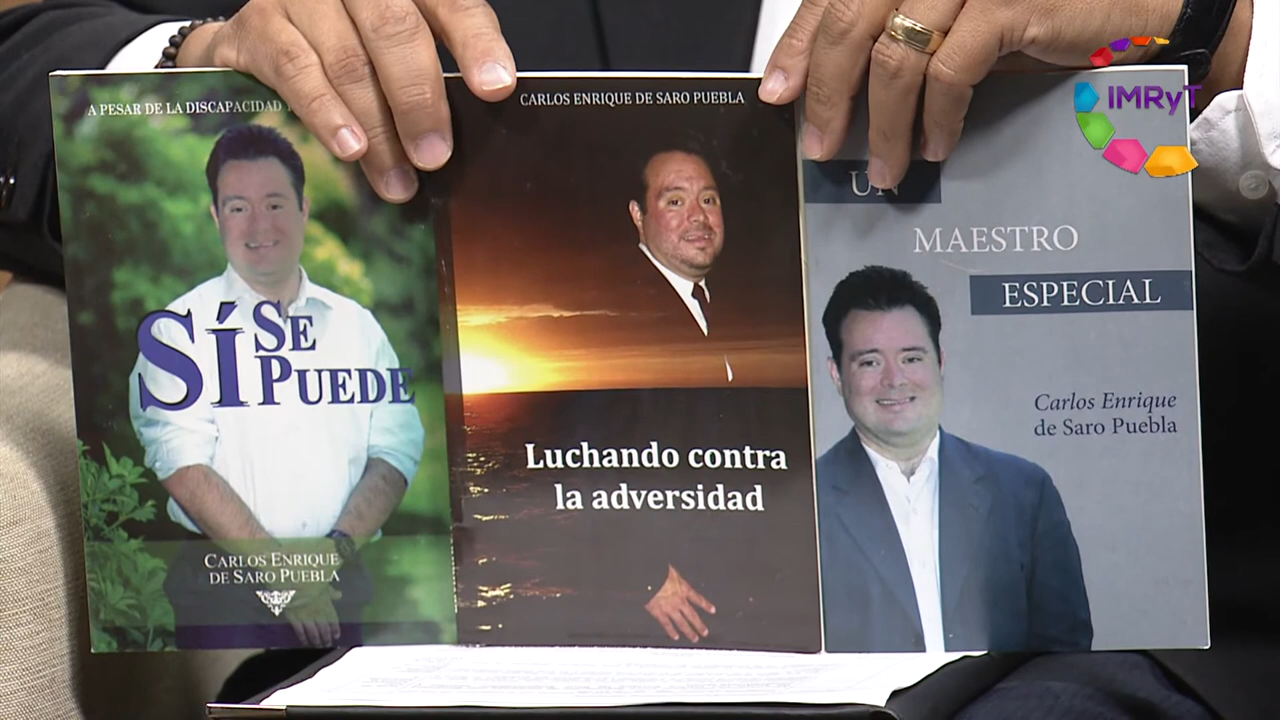 A PESAR DE LA DISCAPACIDAD
SÍ SE
PUEDE
CARLOS ENRIQUE
DE SARO PUEBLA
CARLOS ENRIQUE DE SARO PUEBLA
Luchando contra
la adversidad
UN
MAESTRO
ESPECIAL
Carlos Enrique
de Saro Puebla
IMRyT